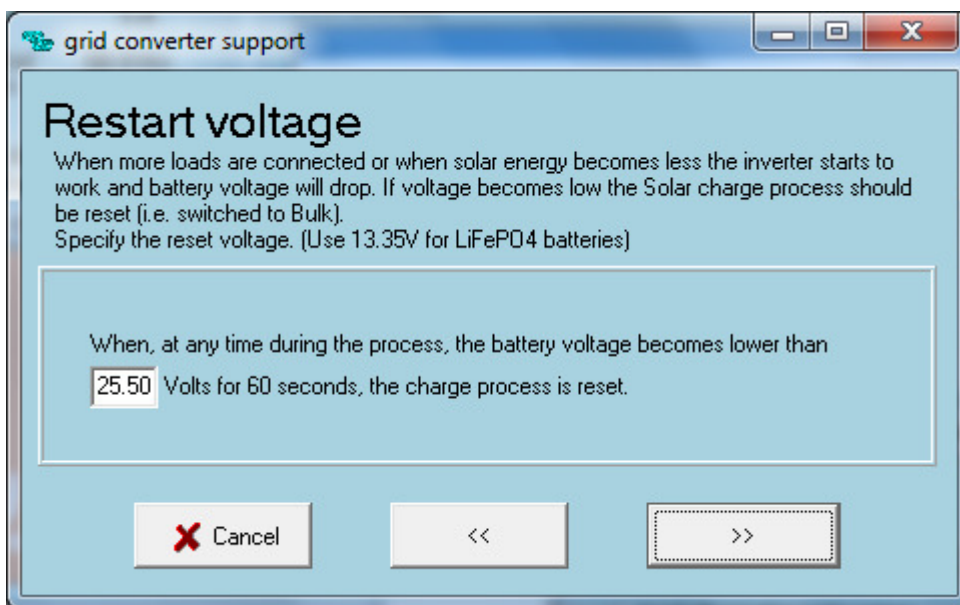 grid converter support
Restart voltage
When more loads are connected or when solar energy becomes less the inverter starts to
work and battery voltage will drop. If voltage becomes low the Solar charge process should
be reset (i.e. switched to Bulk).
Specify the reset voltage. (Use 13.35V for LiFePO4 batteries)
When, at any time during the process, the battery voltage becomes lower than
25.50 Volts for 60 seconds, the charge process is reset.
Cancel << >>